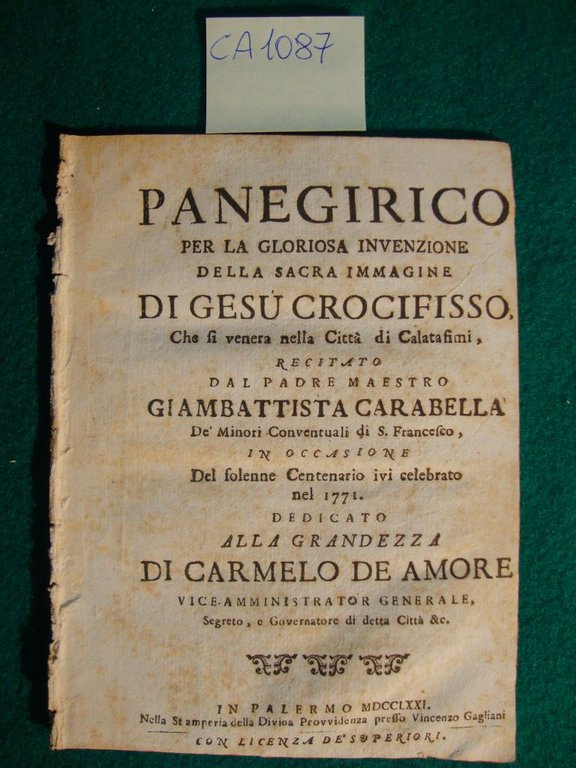 CA1087
PANEGIRICO
PER LA GLORIOSA INVENZIONE
DELLA SACRA IMMAGINE
DI GESÙ CROCIFISSO,
Che ſi venera nella Città di Calatafimi,
RECITATO
DAL PADRE MAESTRO
GIAMBATTISTA CARABELLA
De' Minori Conventuali di S. Franceſco,
IN OCCASIONE
Del ſolenne Centenario ivi celebrato
nel 1771.
DEDICATO
ALLA GRANDEZZA
DI CARMELO DE AMORE
VICE-AMMINISTRATOR GENERALE,
Segreto, e Governatore di detta Città &c.
IN PALERMO MDCCLXXI.
Nella Stamperia della Divina Provvidenza preſſo Vincenzo Gagliani
CON LICENZA DE' SUPERIORI.